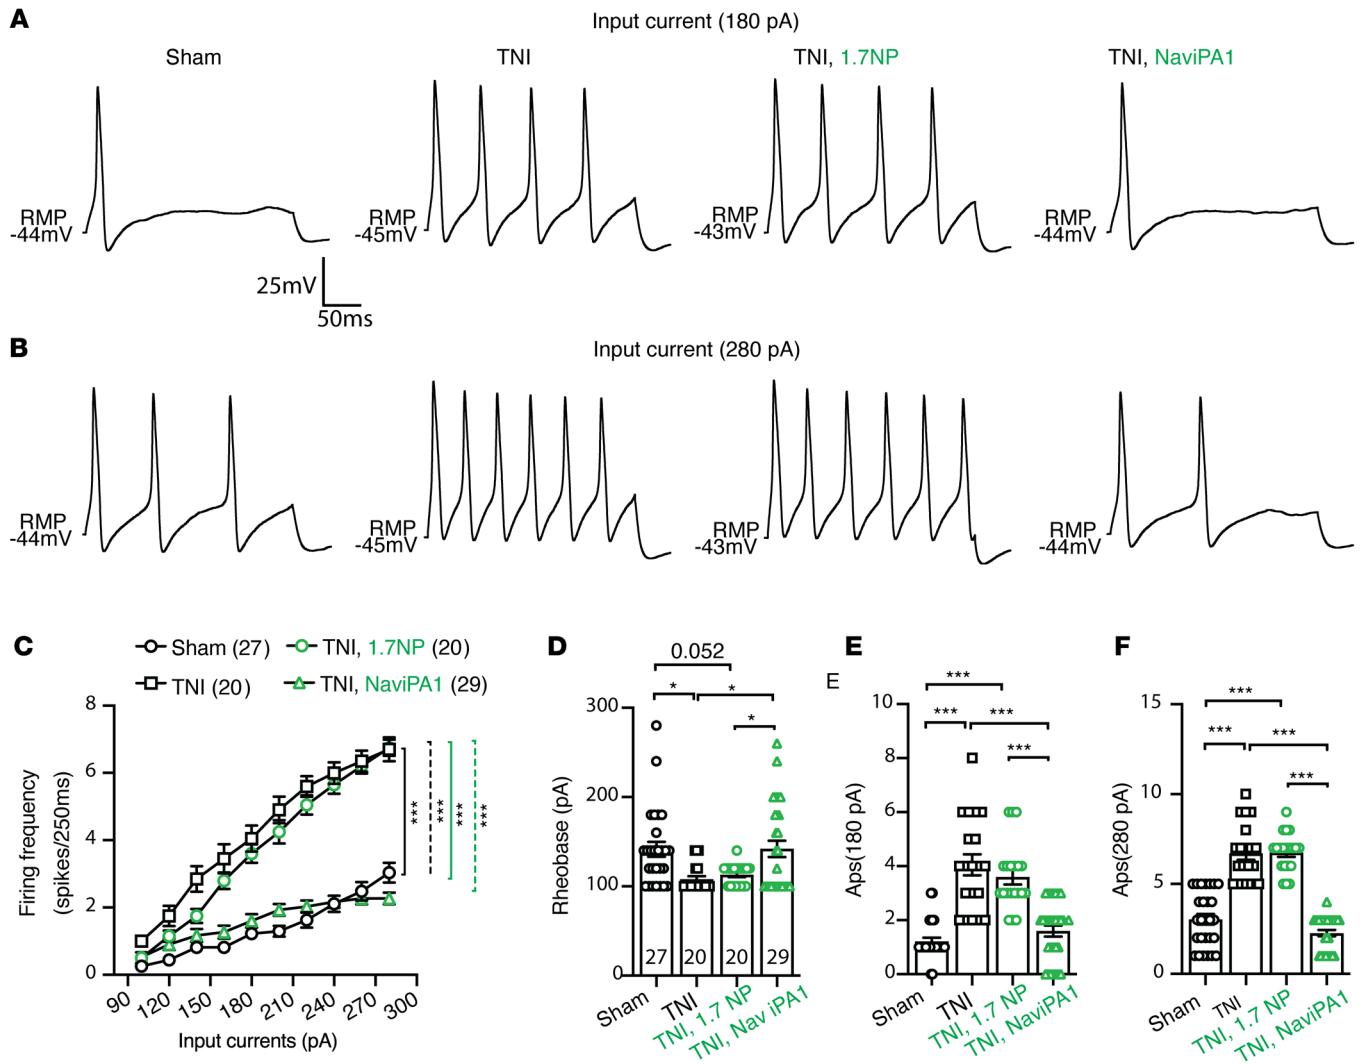 A
Input current (180 pA)
Sham
TNI
TNI, 1.7NP
TNI, NaviPA1
RMP
-44mV
RMP
-45mV
RMP
-43mV
RMP
-44mV
25mV
50ms
B
Input current (280 pA)
RMP
-44mV
RMP
-45mV
RMP
-43mV
RMP
-44mV
C
Sham (27)
TNI, 1.7NP (20)
TNI (20)
TNI, NaviPA1 (29)
Firing frequency
(spikes/250ms)
8
6
4
2
0
90
120
150
180
210
240
270
300
Input currents (pA)
***
***
***
***
D
0.052
*
*
*
Rheobase (pA)
300
200
100
0
27
20
20
29
Sham
TNI
TNI, 1.7 NP
TNI, Nav iPA1
E
E
***
***
***
***
Aps(180 pA)
10
8
6
4
2
0
Sham
TNI
TNI, 1.7 NP
TNI, NaviPA1
F
***
***
***
***
Aps(280 pA)
15
10
5
0
Sham
TNI
TNI, 1.7 NP
TNI, NaviPA1